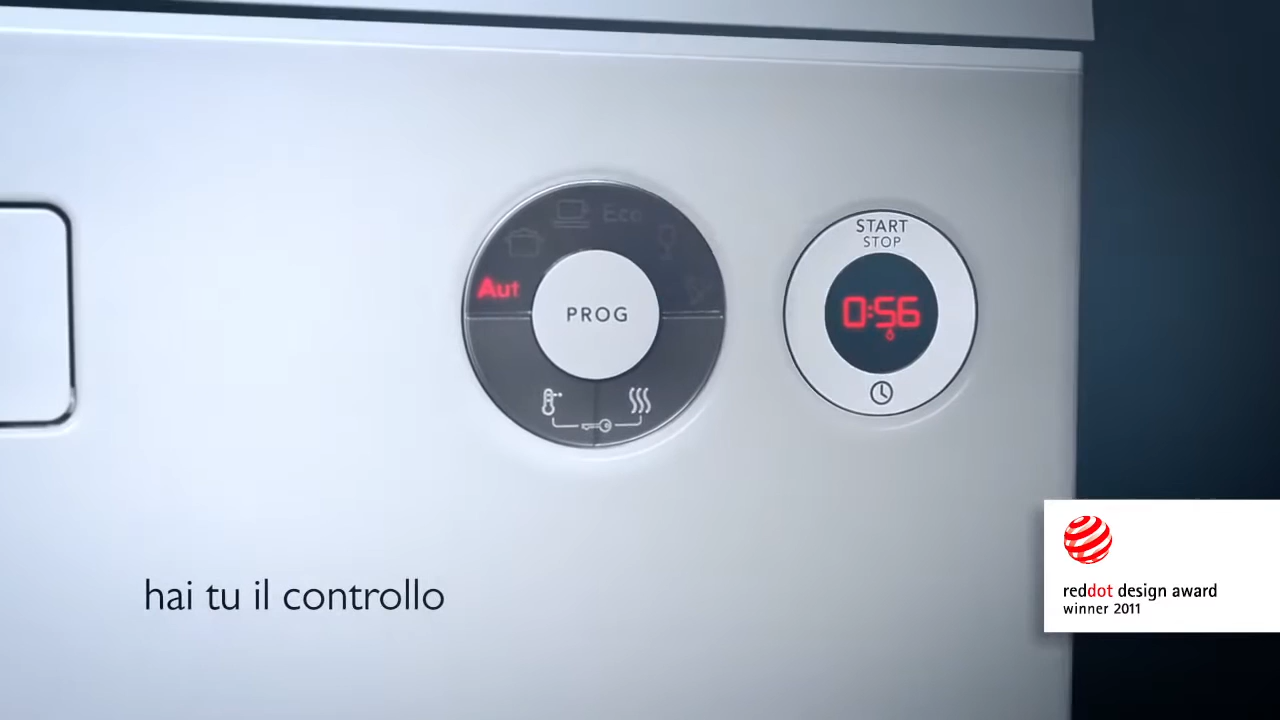 Eco
Aut
PROG
START
STOP
0:56
hai tu il controllo
reddot design award
winner 2011